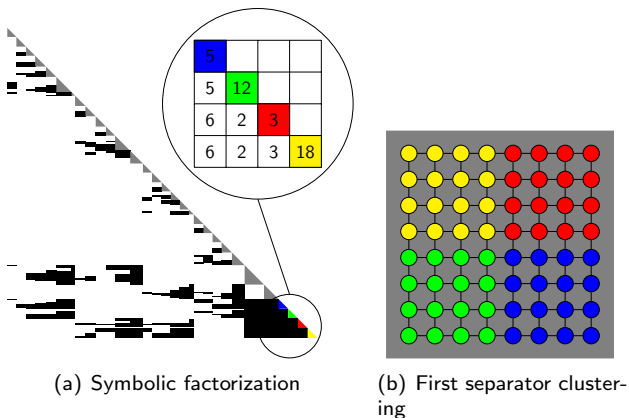 5
5 12
6 2 3
6 2 3 18
(a) Symbolic factorization
(b) First separator cluster-
ing